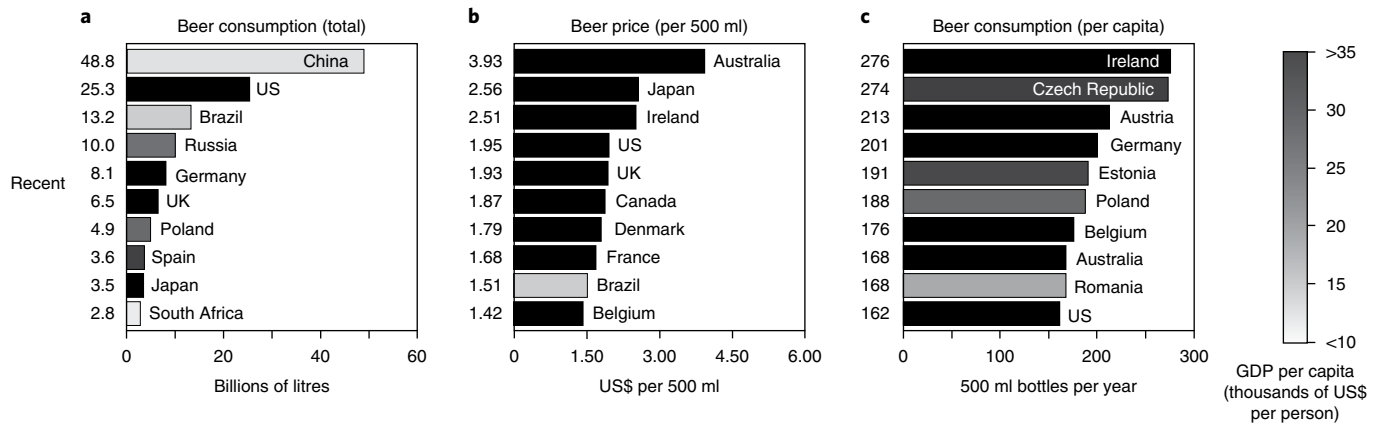 a
Beer consumption (total)
48.8 China
25.3 US
13.2 Brazil
10.0 Russia
8.1 Germany
6.5 UK
4.9 Poland
3.6 Spain
3.5 Japan
2.8 South Africa
Recent
0 20 40 60
Billions of litres
b
Beer price (per 500 ml)
3.93 Australia
2.56 Japan
2.51 Ireland
1.95 US
1.93 UK
1.87 Canada
1.79 Denmark
1.68 France
1.51 Brazil
1.42 Belgium
0 1.50 3.00 4.50 6.00
US$ per 500 ml
c
Beer consumption (per capita)
276 Ireland
274 Czech Republic
213 Austria
201 Germany
191 Estonia
188 Poland
176 Belgium
168 Australia
168 Romania
162 US
0 100 200 300
500 ml bottles per year
>35
30
25
20
15
<10
GDP per capita
(thousands of US$
per person)